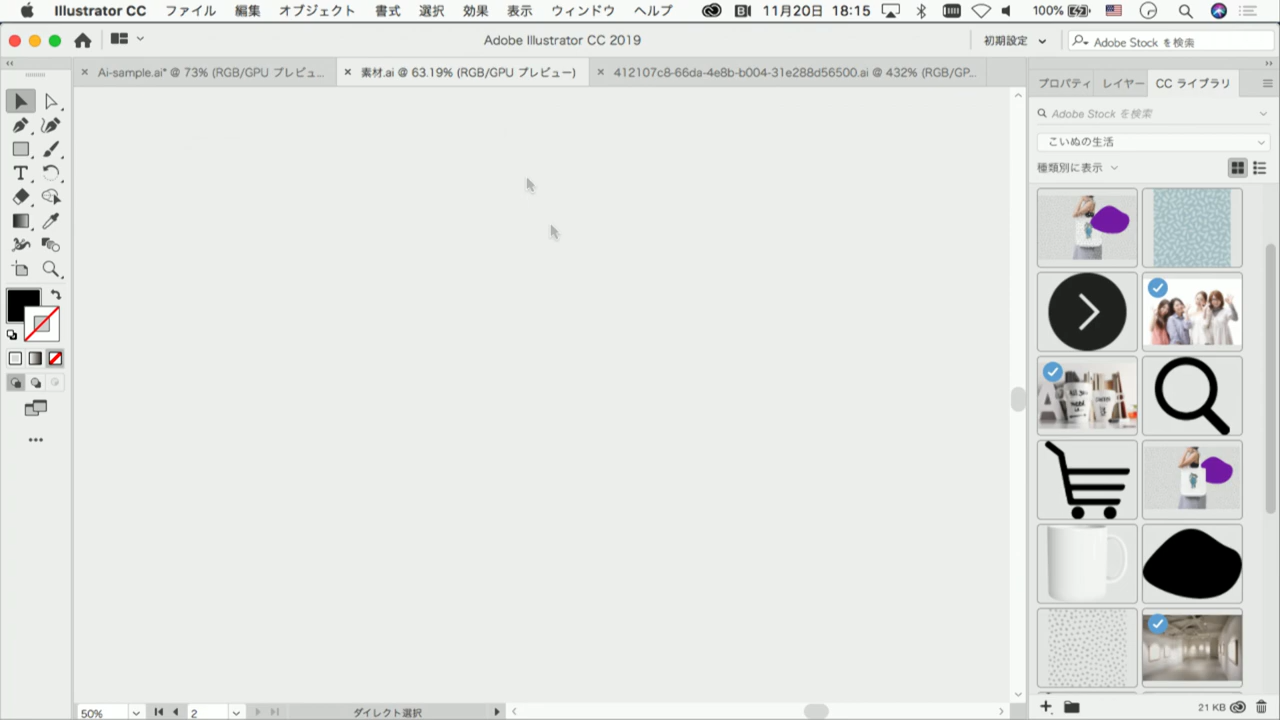 Illustrator CC ファイル 編集 オブジェクト 書式 選択 効果 表示 ウィンドウ ヘルプ 11月20日 18:15 100%
Adobe Illustrator CC 2019 初期設定 Adobe Stock を検索
Ai-sample.ai* @ 73% (RGB/GPU プレビュ... 素材.ai @ 63.19% (RGB/GPU プレビュー) 412107c8-66da-4e8b-b004-31e288d56500.ai @ 432% (RGB/GP...
プロパティ レイヤー CC ライブラリ
Adobe Stock を検索
こいぬの生活
種類別に表示
21 KB
50% 2 ダイレクト選択